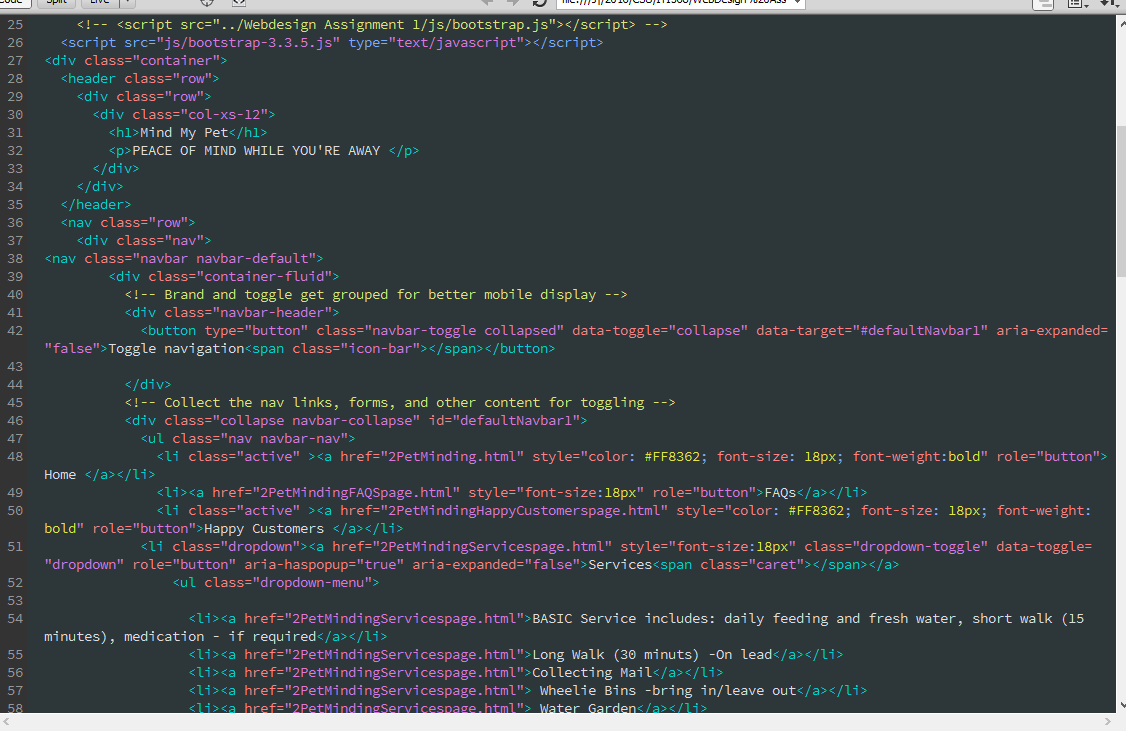 Code Split Live
25 <!-- <script src="../Webdesign Assignment 1/js/bootstrap.js"></script> -->
26 <script src="js/bootstrap-3.3.5.js" type="text/javascript"></script>
27 <div class="container">
28 <header class="row">
29 <div class="row">
30 <div class="col-xs-12">
31 <h1>Mind My Pet</h1>
32 <p>PEACE OF MIND WHILE YOU'RE AWAY </p>
33 </div>
34 </div>
35 </header>
36 <nav class="row">
37 <div class="nav">
38 <nav class="navbar navbar-default">
39 <div class="container-fluid">
40 <!-- Brand and toggle get grouped for better mobile display -->
41 <div class="navbar-header">
42 <button type="button" class="navbar-toggle collapsed" data-toggle="collapse" data-target="#defaultNavbar1" aria-expanded=
"false">Toggle navigation<span class="icon-bar"></span></button>
43
44 </div>
45 <!-- Collect the nav links, forms, and other content for toggling -->
46 <div class="collapse navbar-collapse" id="defaultNavbar1">
47 <ul class="nav navbar-nav">
48 <li class="active" ><a href="2PetMinding.html" style="color: #FF8362; font-size: 18px; font-weight:bold" role="button">
Home </a></li>
49 <li><a href="2PetMindingFAQSpage.html" style="font-size:18px" role="button">FAQs</a></li>
50 <li class="active" ><a href="2PetMindingHappyCustomerspage.html" style="color: #FF8362; font-size: 18px; font-weight:
bold" role="button">Happy Customers </a></li>
51 <li class="dropdown"><a href="2PetMindingServicespage.html" style="font-size:18px" class="dropdown-toggle" data-toggle=
"dropdown" role="button" aria-haspopup="true" aria-expanded="false">Services<span class="caret"></span></a>
52 <ul class="dropdown-menu">
53
54 <li><a href="2PetMindingServicespage.html">BASIC Service includes: daily feeding and fresh water, short walk (15
minutes), medication - if required</a></li>
55 <li><a href="2PetMindingServicespage.html">Long Walk (30 minuts) -On lead</a></li>
56 <li><a href="2PetMindingServicespage.html">Collecting Mail</a></li>
57 <li><a href="2PetMindingServicespage.html"> Wheelie Bins -bring in/leave out</a></li>
58 <li><a href="2PetMindingServicespage.html"> Water Garden</a></li>